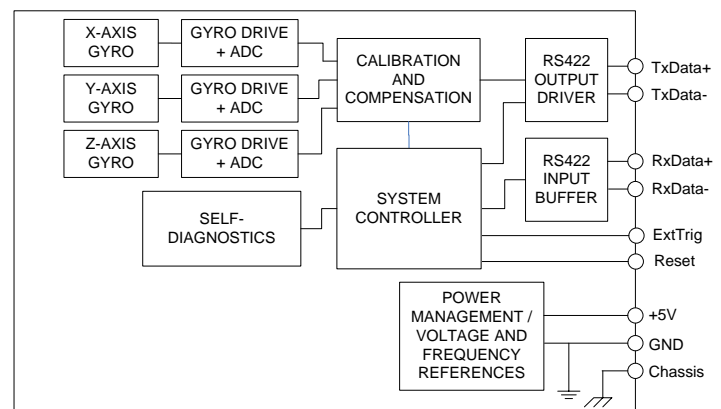 X-AXIS
GYRO
GYRO DRIVE
+ ADC
Y-AXIS
GYRO
GYRO DRIVE
+ ADC
Z-AXIS
GYRO
GYRO DRIVE
+ ADC
CALIBRATION
AND
COMPENSATION
RS422
OUTPUT
DRIVER
TxData+
TxData-
RS422
INPUT
BUFFER
RxData+
RxData-
SELF-
DIAGNOSTICS
SYSTEM
CONTROLLER
ExtTrig
Reset
POWER
MANAGEMENT /
VOLTAGE AND
FREQUENCY
REFERENCES
+5V
GND
Chassis